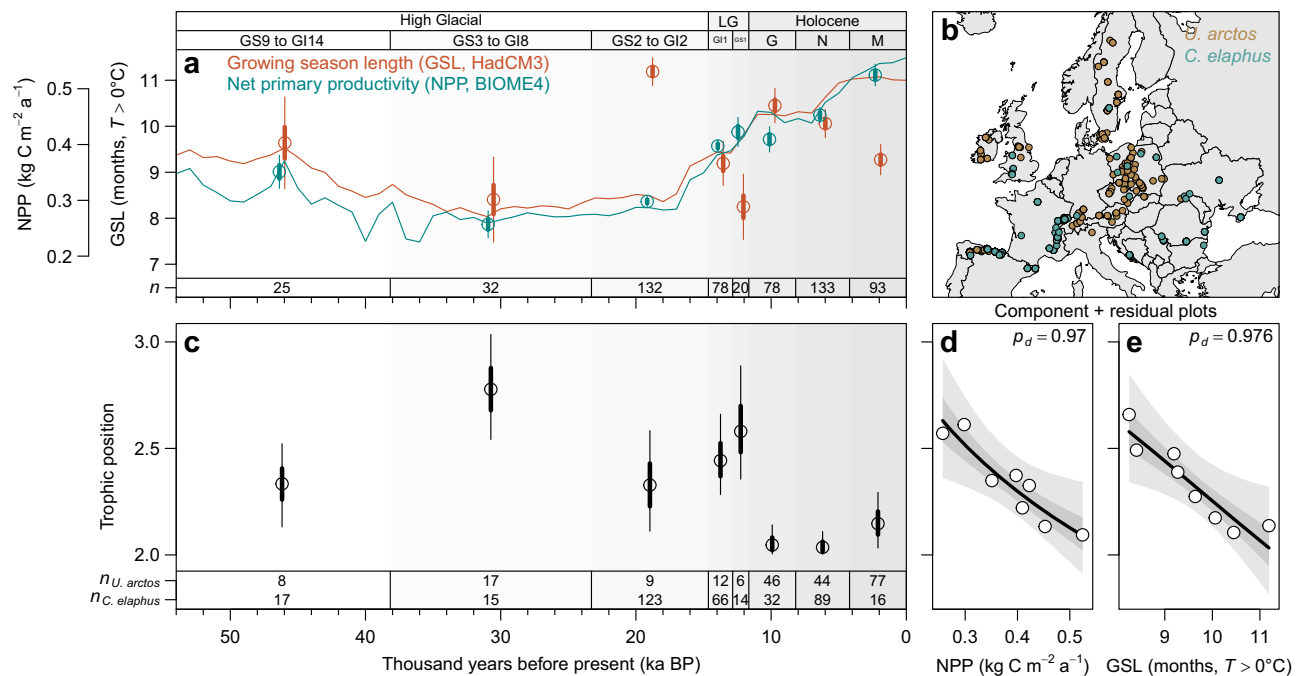 High Glacial LG Holocene
GS9 to GI14 GS3 to GI8 GS2 to GI2 GI1 GS1 G N M
a Growing season length (GSL, HadCM3)
Net primary productivity (NPP, BIOME4)
NPP (kg C m−2 a−1)
0.5
0.4
0.3
0.2
GSL (months, T > 0°C)
11
10
9
8
7
n 25 32 132 78 20 78 133 93
b U. arctos
C. elaphus
c
Trophic position
3.0
2.5
2.0
nU. arctos 8 17 9 12 6 46 44 77
nC. elaphus 17 15 123 66 14 32 89 16
50 40 30 20 10 0
Thousand years before present (ka BP)
Component + residual plots
d pd = 0.97
0.3 0.4 0.5
NPP (kg C m−2 a−1)
e pd = 0.976
9 10 11
GSL (months, T > 0°C)